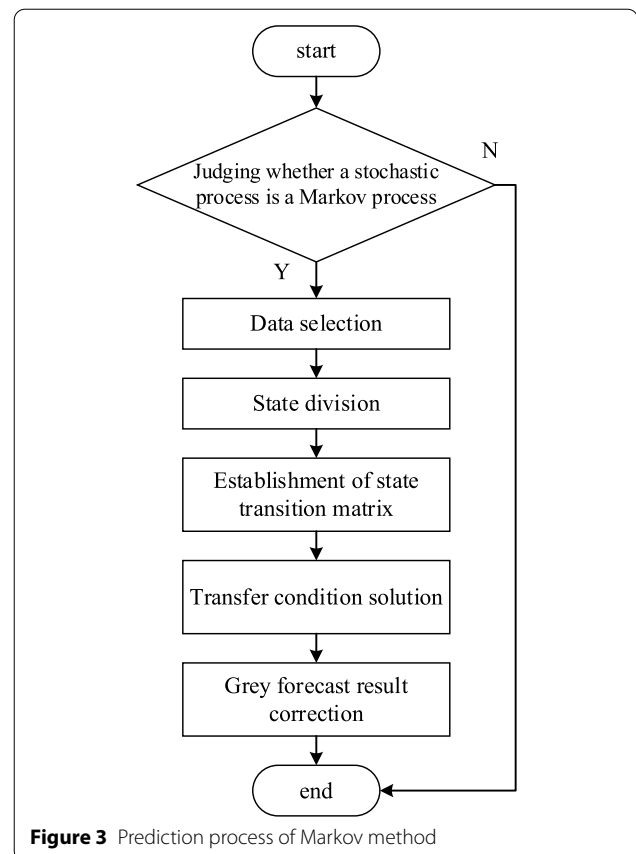 start
Judging whether a stochastic
process is a Markov process
N
Y
Data selection
State division
Establishment of state
transition matrix
Transfer condition solution
Grey forecast result
correction
end
Figure 3 Prediction process of Markov method